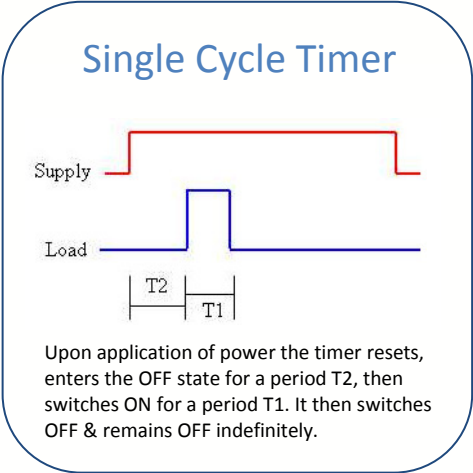 Single Cycle Timer
Supply
Load
T2
T1
Upon application of power the timer resets,
enters the OFF state for a period T2, then
switches ON for a period T1. It then switches
OFF & remains OFF indefinitely.